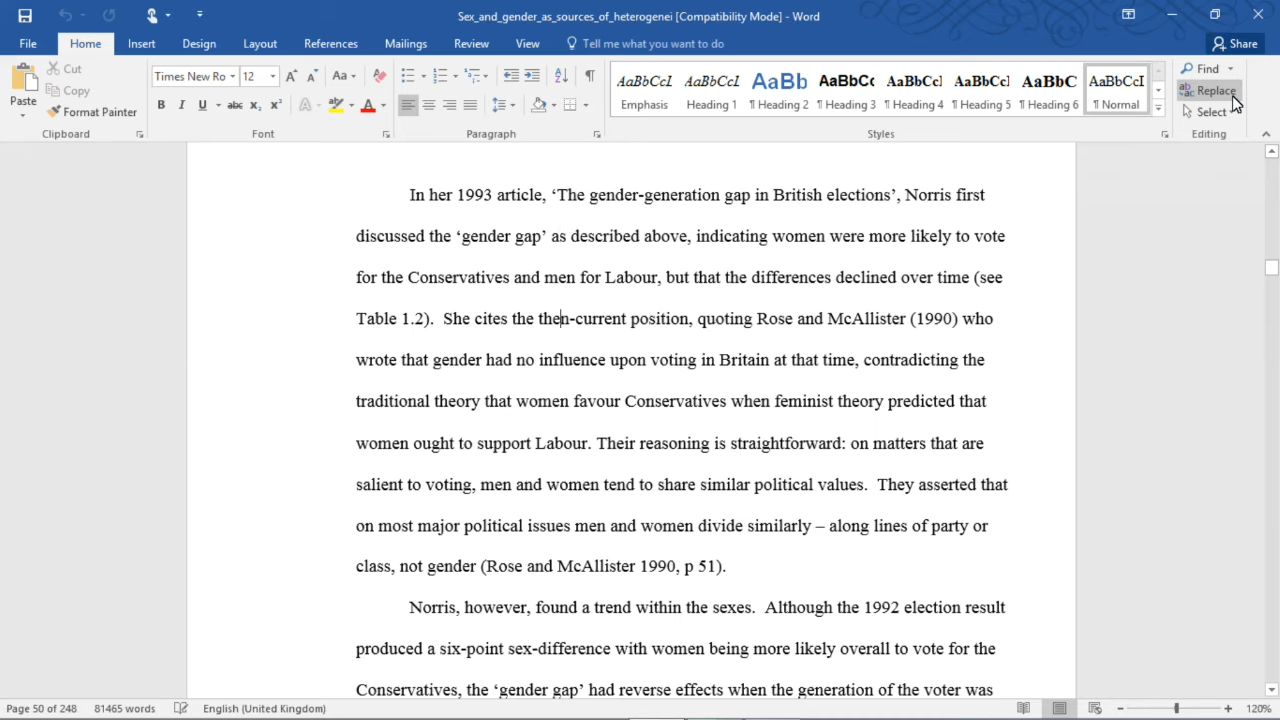 Sex_and_gender_as_sources_of_heterogenei [Compatibility Mode] - Word
File Home Insert Design Layout References Mailings Review View Tell me what you want to do Share
Paste
Cut
Copy
Format Painter
Clipboard
Times New Ro 12
Aa
B I U abc x₂ x² A ab A
Font
Paragraph
AaBbCcI AaBbCcI AaBb AaBbCc AaBbCcI AaBbCcI AaBbC AaBbCcI
Emphasis Heading 1 ¶ Heading 2 ¶ Heading 3 ¶ Heading 4 ¶ Heading 5 ¶ Heading 6 ¶ Normal
Styles
Find
Replace
Select
Editing
In her 1993 article, ‘The gender-generation gap in British elections’, Norris first
discussed the ‘gender gap’ as described above, indicating women were more likely to vote
for the Conservatives and men for Labour, but that the differences declined over time (see
Table 1.2).  She cites the then-current position, quoting Rose and McAllister (1990) who
wrote that gender had no influence upon voting in Britain at that time, contradicting the
traditional theory that women favour Conservatives when feminist theory predicted that
women ought to support Labour. Their reasoning is straightforward: on matters that are
salient to voting, men and women tend to share similar political values.  They asserted that
on most major political issues men and women divide similarly – along lines of party or
class, not gender (Rose and McAllister 1990, p 51).
Norris, however, found a trend within the sexes.  Although the 1992 election result
produced a six-point sex-difference with women being more likely overall to vote for the
Conservatives, the ‘gender gap’ had reverse effects when the generation of the voter was
Page 50 of 248 81465 words English (United Kingdom) 120%